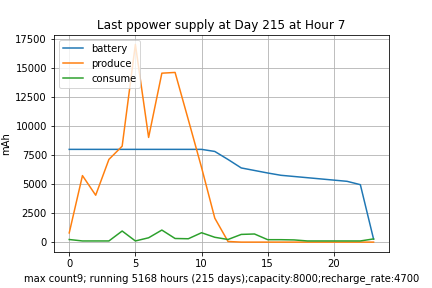 Last ppower supply at Day 215 at Hour 7
17500
15000
12500
10000
7500
5000
2500
0
mAh
battery
produce
consume
0
5
10
15
20
max count9; running 5168 hours (215 days);capacity:8000;recharge_rate:4700